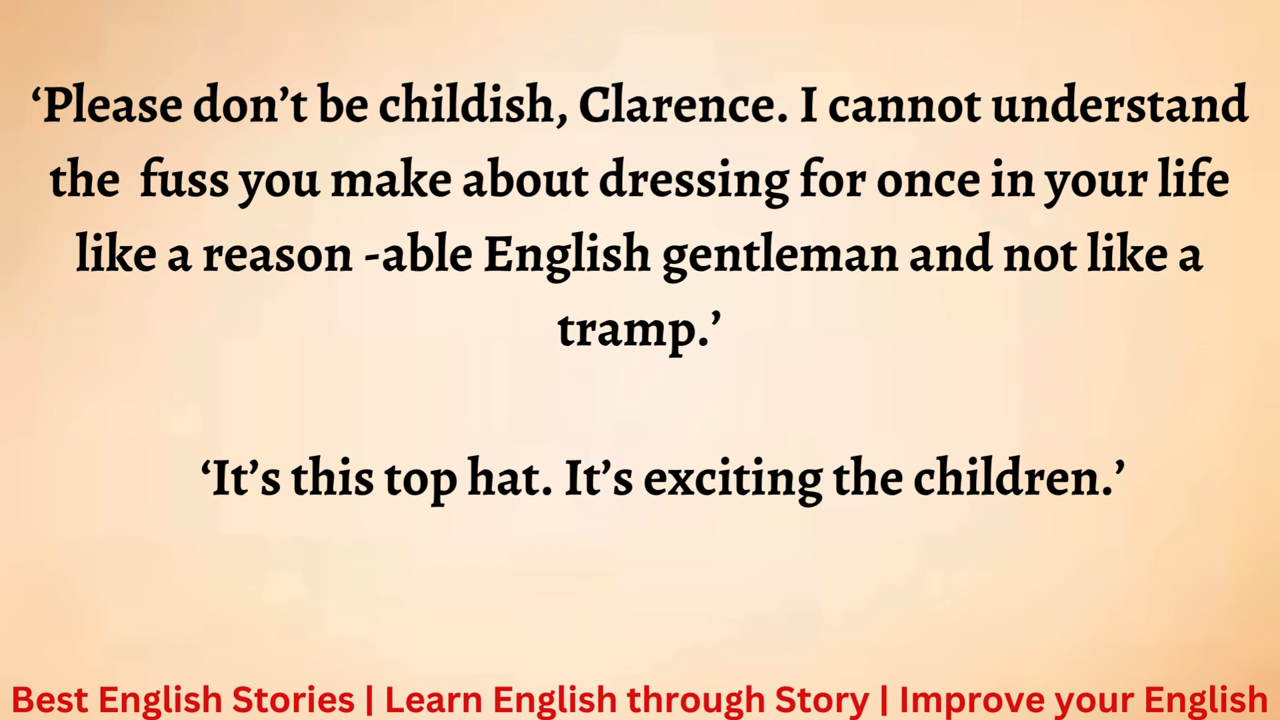 ‘Please don’t be childish, Clarence. I cannot understand
the  fuss you make about dressing for once in your life
like a reason -able English gentleman and not like a
tramp.’
‘It’s this top hat. It’s exciting the children.’
Best English Stories | Learn English through Story | Improve your English